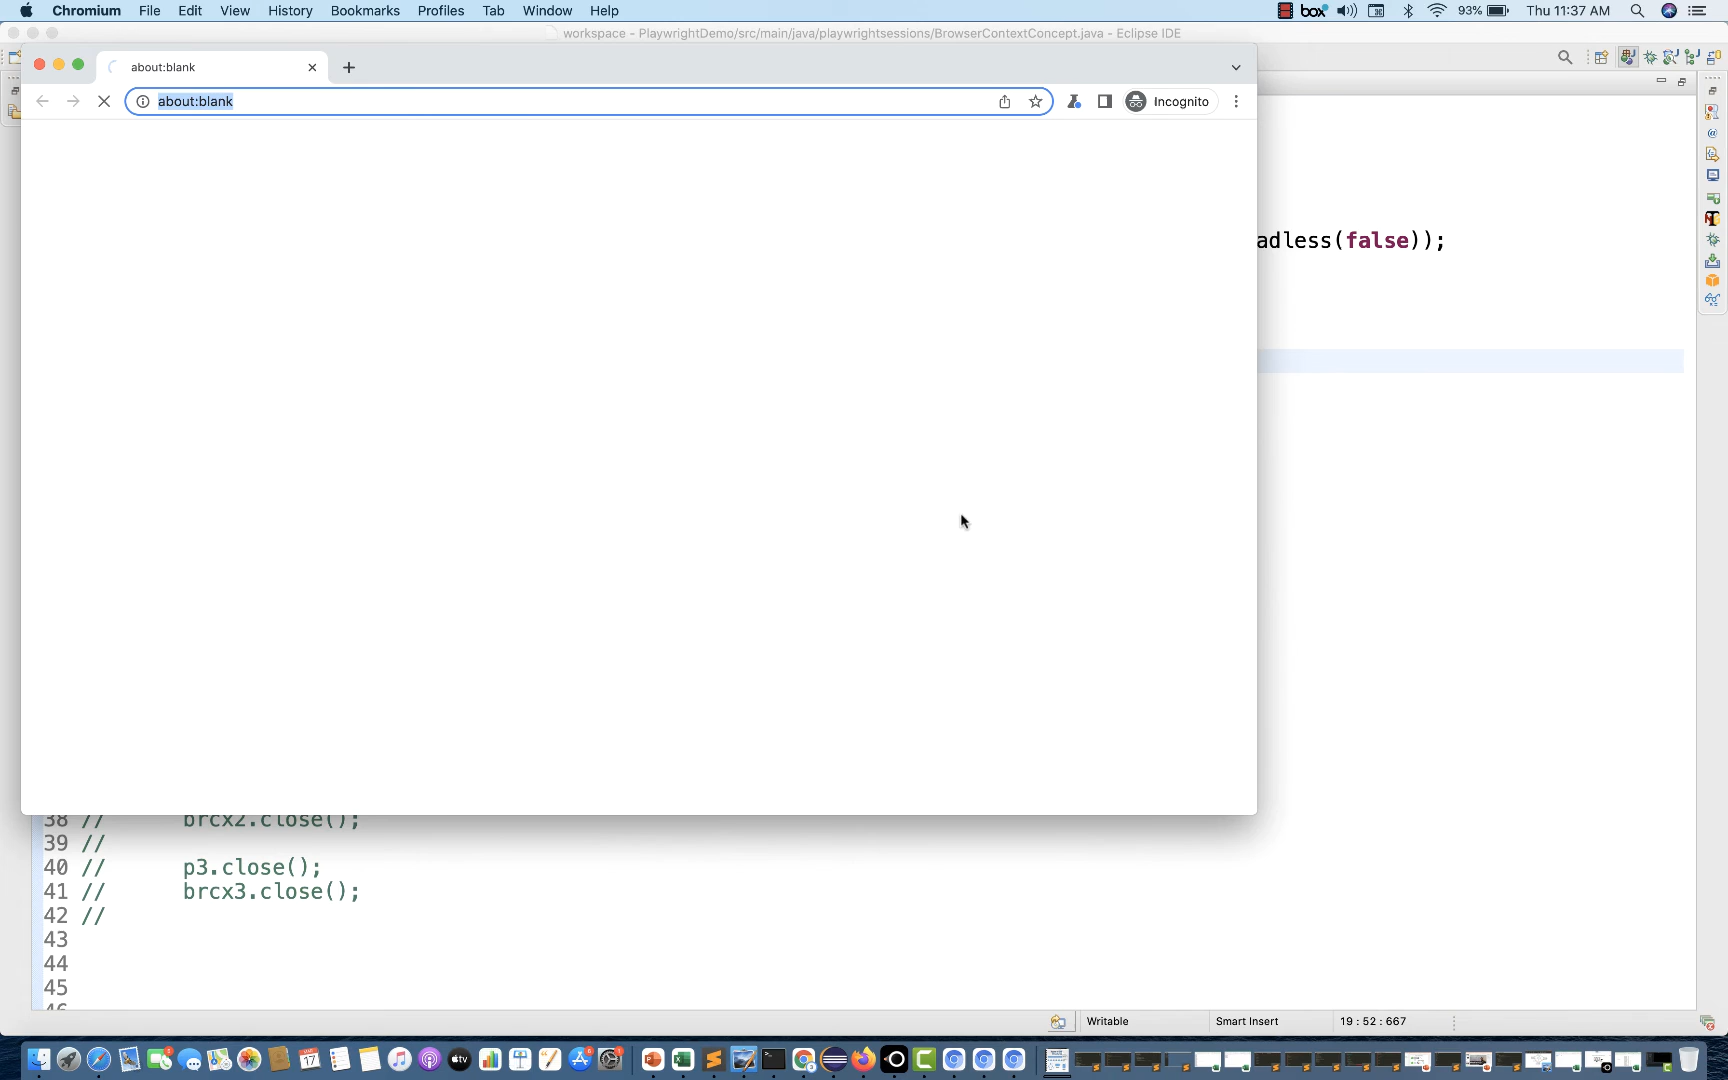 Chromium File Edit View History Bookmarks Profiles Tab Window Help box 93% Thu 11:37 AM
workspace - PlaywrightDemo/src/main/java/playwrightsessions/BrowserContextConcept.java - Eclipse IDE
about:blank
about:blank Incognito
adless(false));
38 // brcx2.close();
39 //
40 // p3.close();
41 // brcx3.close();
42 //
43
44
45
46
Writable Smart Insert 19 : 52 : 667